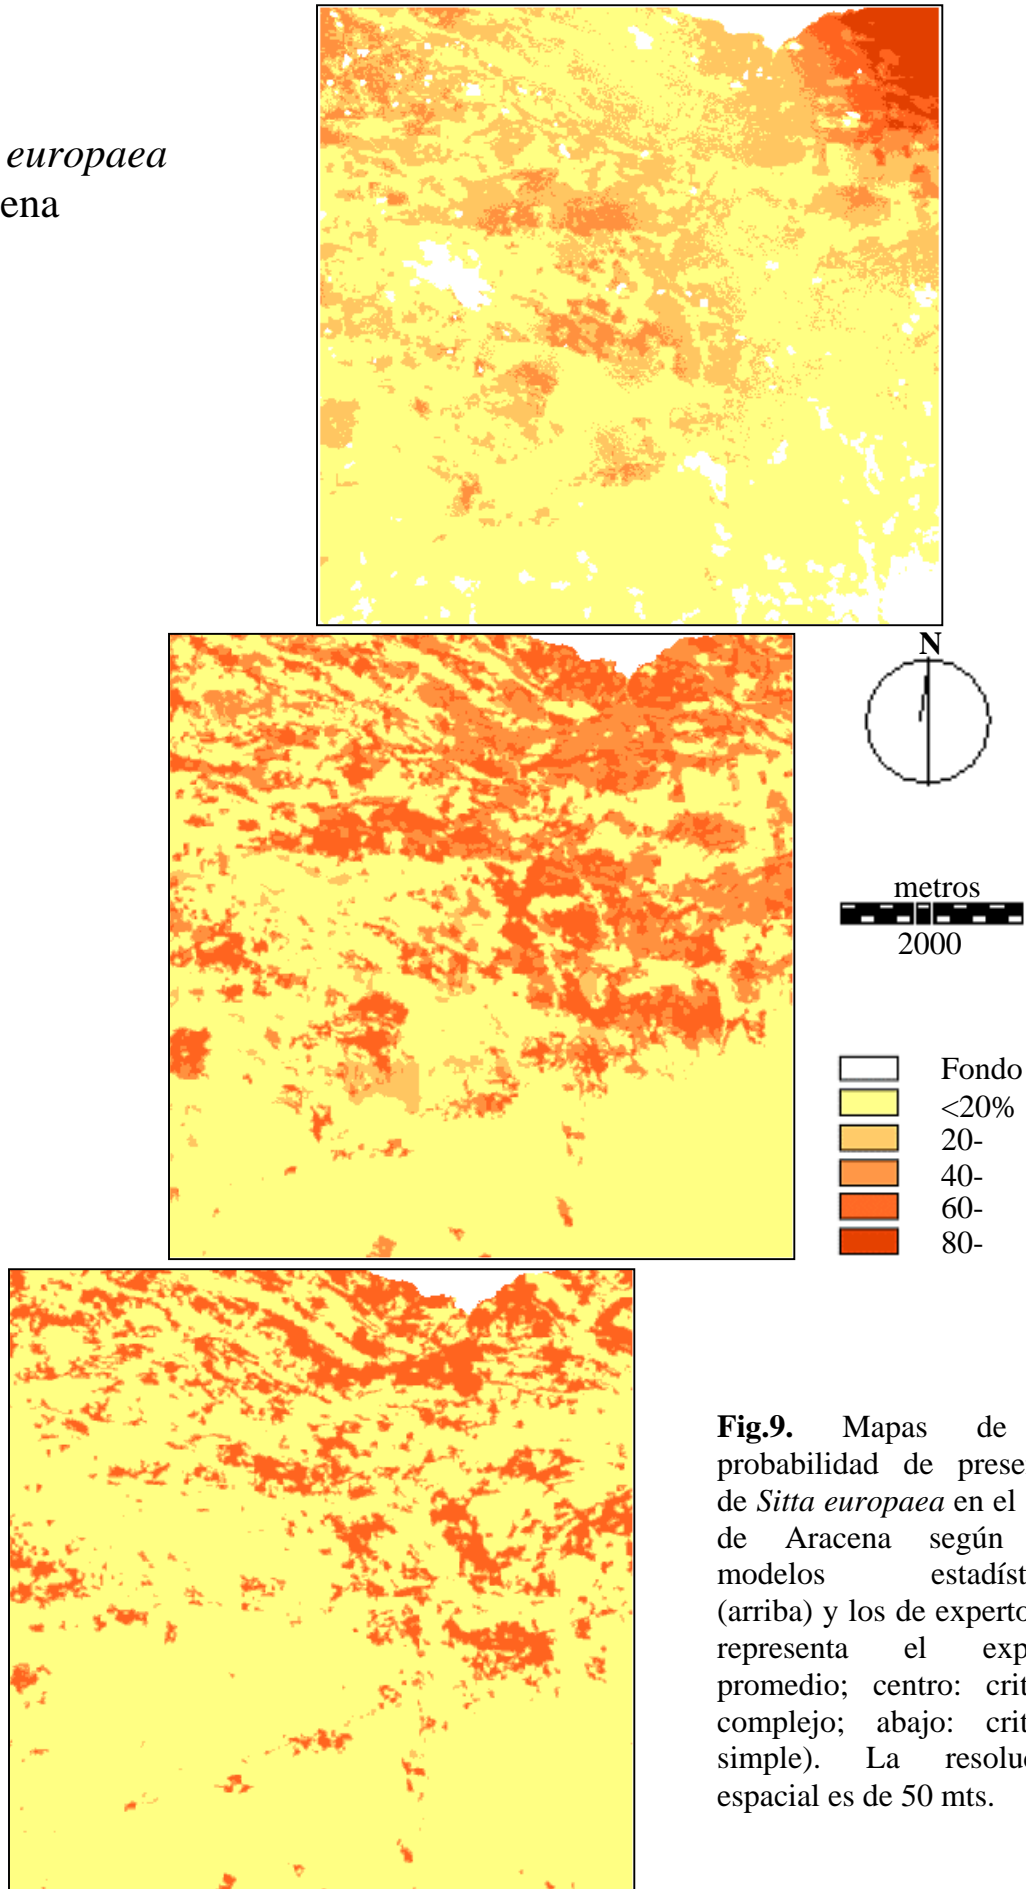 europaea
ena
N
metros
2000
Fondo
<20%
20-
40-
60-
80-
Fig.9. Mapas de
probabilidad de prese
de Sitta europaea en el
de Aracena según
modelos estadíst
(arriba) y los de experto
representa el exp
promedio; centro: crit
complejo; abajo: crit
simple). La resoluc
espacial es de 50 mts.